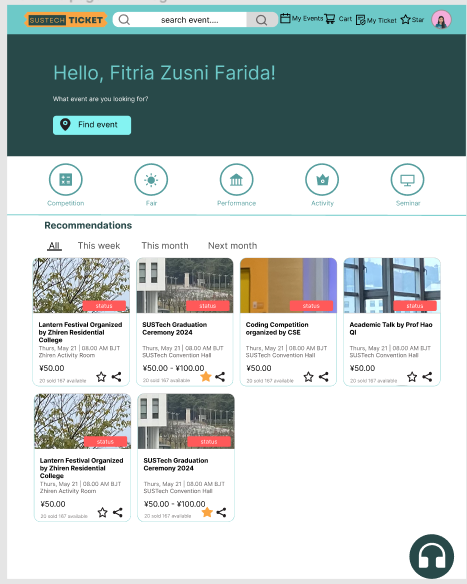 SUSTECH TICKET
search event....
My Events
Cart
My Ticket
Star
Hello, Fitria Zusni Farida!
What event are you looking for?
Find event
Competition
Fair
Performance
Activity
Seminar
Recommendations
All
This week
This month
Next month
status
Lantern Festival Organized
by Zhiren Residential
College
Thurs, May 21 | 08.00 AM BJT
Zhiren Activity Room
¥50.00
20 sold 167 available
status
SUSTech Graduation
Ceremony 2024
Thurs, May 21 | 08.00 AM BJT
SUSTech Convention Hall
¥50.00 - ¥100.00
20 sold 167 available
status
Coding Competition
organized by CSE
Thurs, May 21 | 08.00 AM BJT
SUSTech Convention Hall
¥50.00
20 sold 167 available
status
Academic Talk by Prof Hao
QI
Thurs, May 21 | 08.00 AM BJT
SUSTech Convention Hall
¥50.00
20 sold 167 available
status
Lantern Festival Organized
by Zhiren Residential
College
Thurs, May 21 | 08.00 AM BJT
Zhiren Activity Room
¥50.00
20 sold 167 available
status
SUSTech Graduation
Ceremony 2024
Thurs, May 21 | 08.00 AM BJT
SUSTech Convention Hall
¥50.00 - ¥100.00
20 sold 167 available